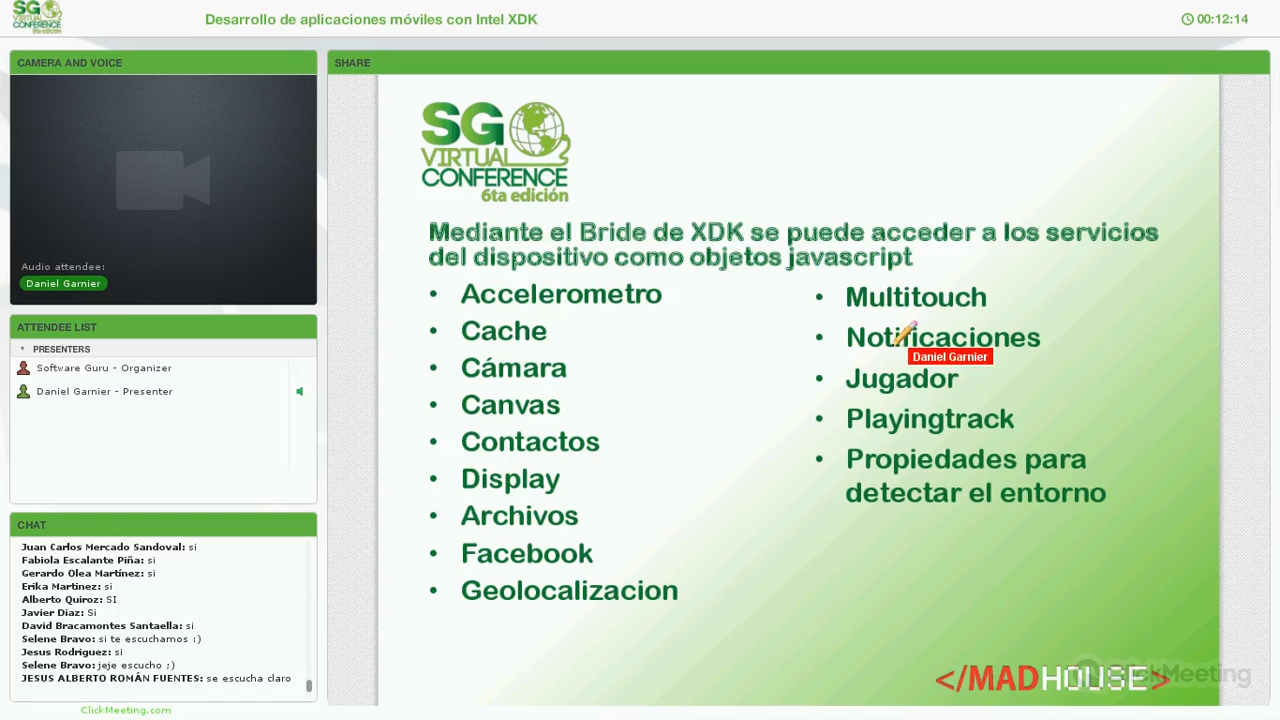 SG
VIRTUAL
CONFERENCE
6ta edición
Desarrollo de aplicaciones móviles con Intel XDK
00:12:14
CAMERA AND VOICE
Audio attendee:
Daniel Garnier
ATTENDEE LIST
PRESENTERS
Software Guru - Organizer
Daniel Garnier - Presenter
CHAT
Juan Carlos Mercado Sandoval: si
Fabiola Escalante Piña: si
Gerardo Olea Martínez: si
Erika Martinez: si
Alberto Quiroz: SI
Javier Diaz: Si
David Bracamontes Santaella: si
Selene Bravo: si te escuchamos :)
Jesus Rodriguez: si
Selene Bravo: jeje escucho ;)
JESUS ALBERTO ROMÁN FUENTES: se escucha claro
ClickMeeting.com
SHARE
SG
VIRTUAL
CONFERENCE
6ta edición
Mediante el Bride de XDK se puede acceder a los servicios
del dispositivo como objetos javascript
• Accelerometro
• Cache
• Cámara
• Canvas
• Contactos
• Display
• Archivos
• Facebook
• Geolocalizacion
• Multitouch
• Notificaciones
Daniel Garnier
• Jugador
• Playingtrack
• Propiedades para
detectar el entorno
</MADHOUSE>
ClickMeeting